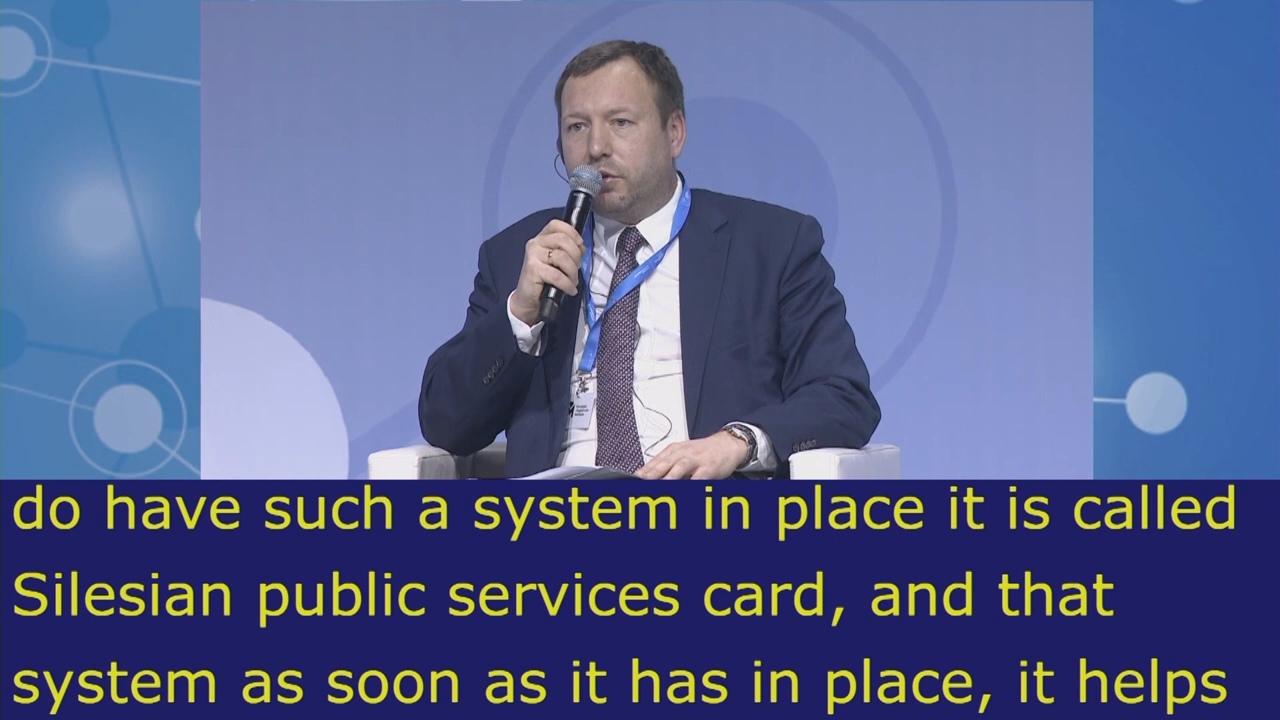 do have such a system in place it is called
Silesian public services card, and that
system as soon as it has in place, it helps